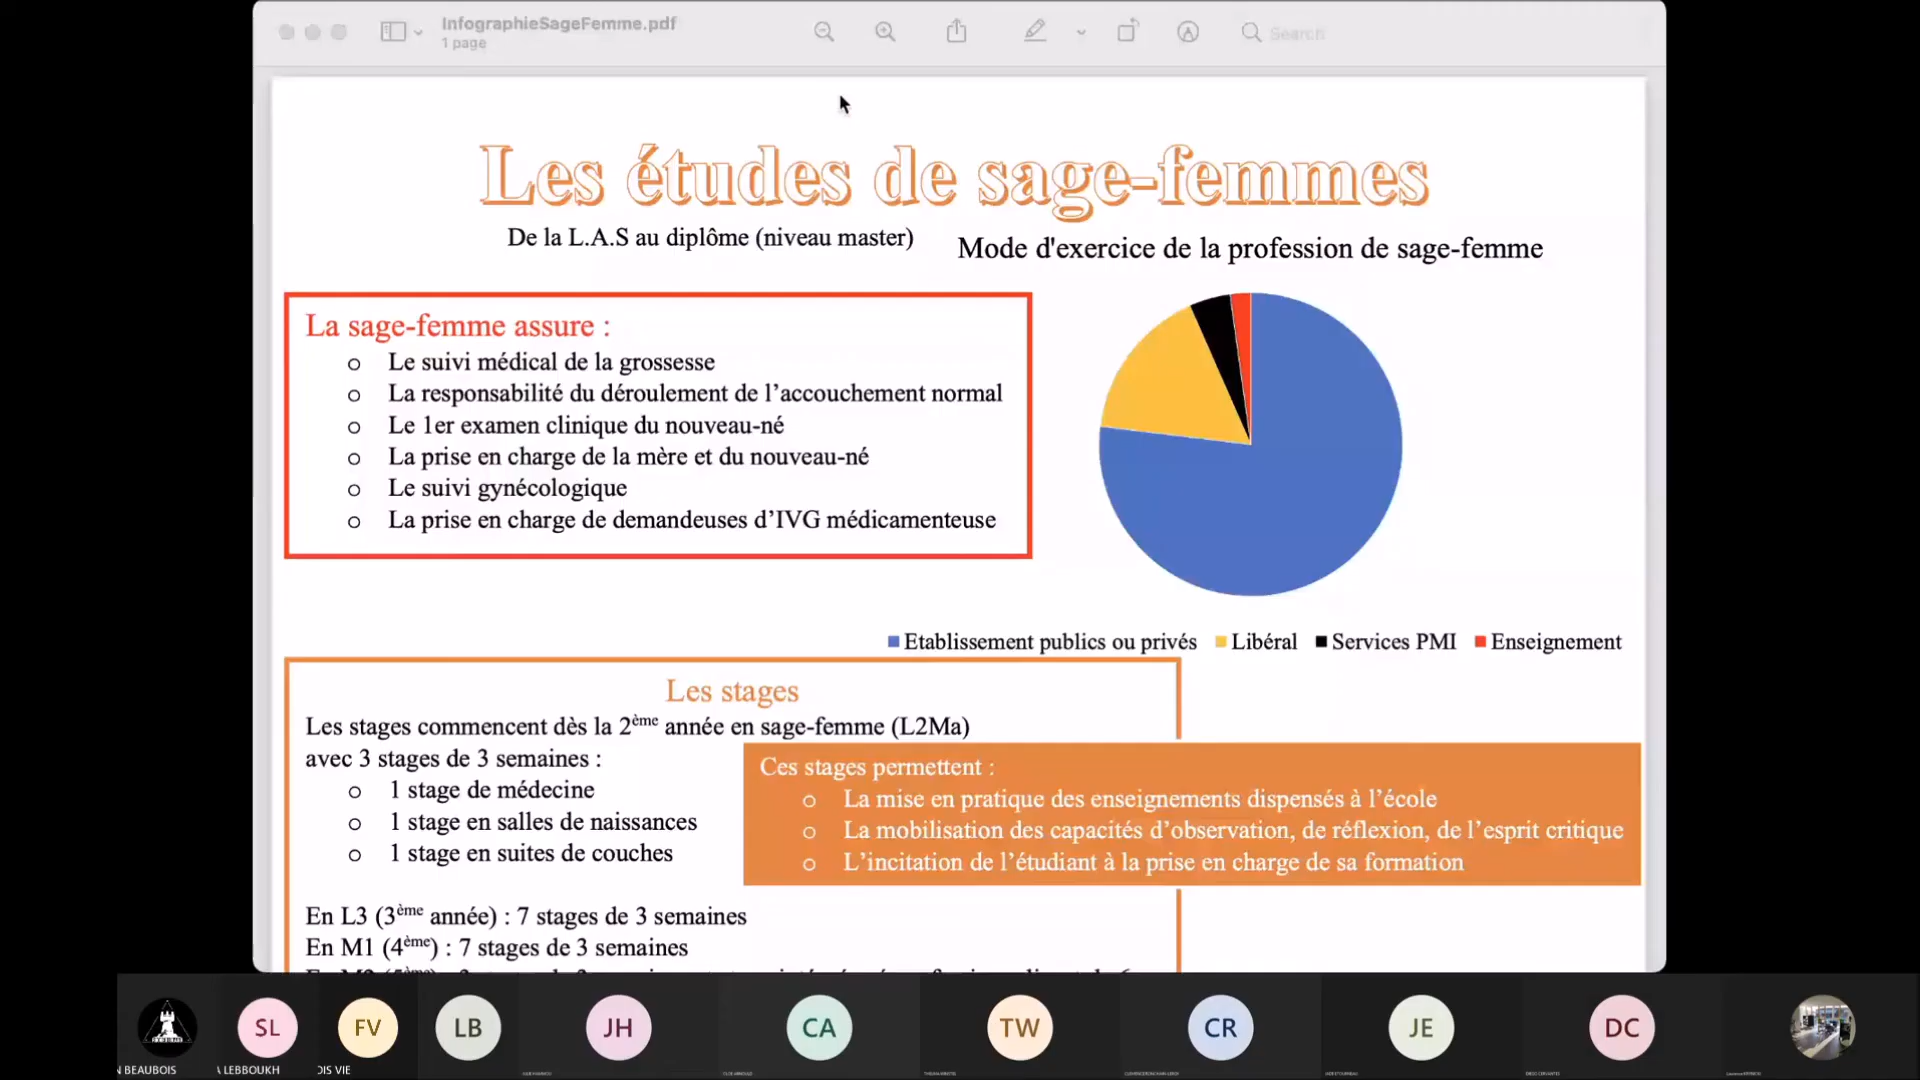 InfographieSageFemme.pdf
1 page
Search
Les études de sage-femmes
De la L.A.S au diplôme (niveau master)
Mode d'exercice de la profession de sage-femme
La sage-femme assure :
o Le suivi médical de la grossesse
o La responsabilité du déroulement de l’accouchement normal
o Le 1er examen clinique du nouveau-né
o La prise en charge de la mère et du nouveau-né
o Le suivi gynécologique
o La prise en charge de demandeuses d’IVG médicamenteuse
Etablissement publics ou privés Libéral Services PMI Enseignement
Les stages
Les stages commencent dès la 2ème année en sage-femme (L2Ma)
avec 3 stages de 3 semaines :
o 1 stage de médecine
o 1 stage en salles de naissances
o 1 stage en suites de couches
Ces stages permettent :
o La mise en pratique des enseignements dispensés à l’école
o La mobilisation des capacités d’observation, de réflexion, de l’esprit critique
o L’incitation de l’étudiant à la prise en charge de sa formation
En L3 (3ème année) : 7 stages de 3 semaines
En M1 (4ème) : 7 stages de 3 semaines
SL FV LB JH CA TW CR JE DC
N BEAUBOIS LEBBOUKH VIE